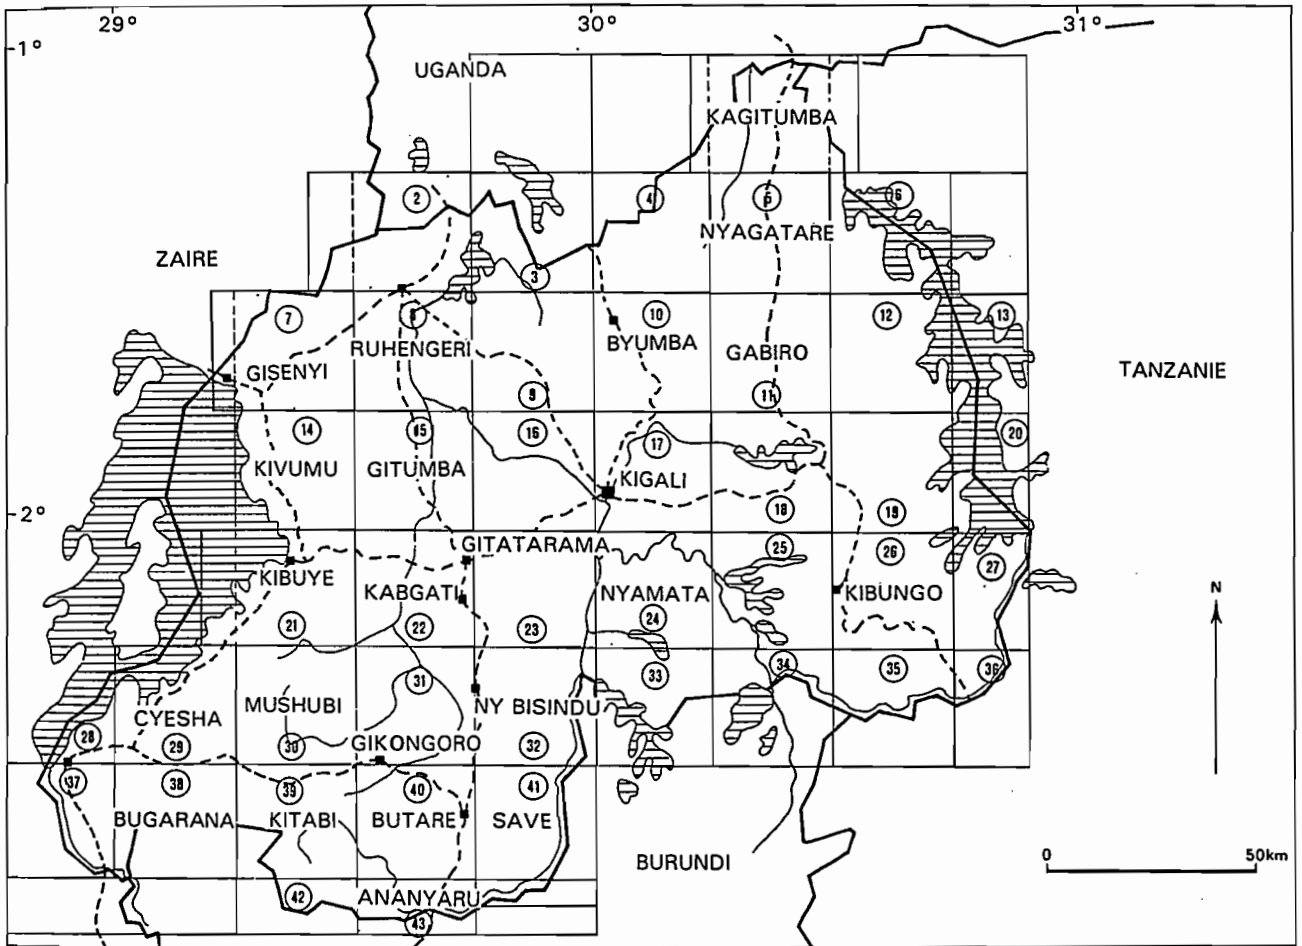 29°
30°
31°
1°
UGANDA
KAGITUMBA
2
4
5
6
NYAGATARE
ZAIRE
3
7
8
10
12
13
BYUMBA
RUHENGERI
GABIRO
GISENYI
TANZANIE
9
11
14
15
16
17
20
KIVUMU
GITUMBA
KIGALI
2°
18
19
GITATARAMA
25
26
27
KIBUYE
KABGATI
NYAMATA
KIBUNGO
N
21
22
23
24
31
33
34
35
36
MUSHUBI
NY BISINDU
CYESHA
28
29
30
GIKONGORO
32
37
38
39
40
41
BUGARANA
KITABI
BUTARE
SAVE
BURUNDI
0
50km
42
ANANYARU
43